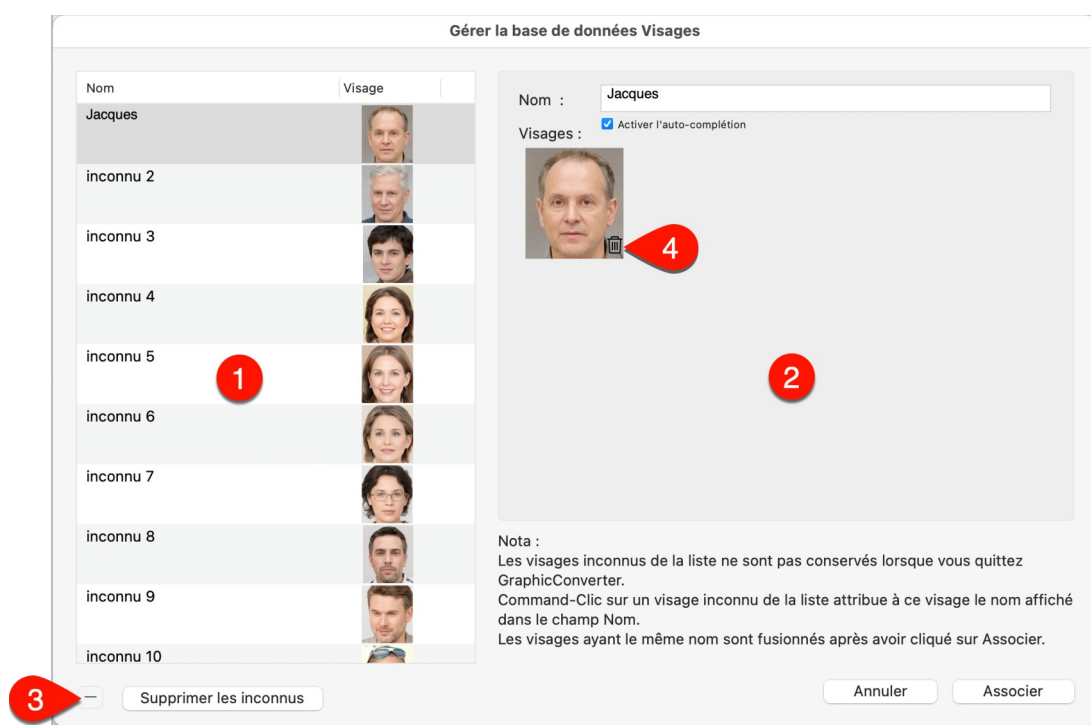 Gérer la base de données Visages
Nom Visage
Jacques
inconnu 2
inconnu 3
inconnu 4
inconnu 5
inconnu 6
inconnu 7
inconnu 8
inconnu 9
inconnu 10
1
3
Supprimer les inconnus
Nom :
Jacques
Activer l'auto-complétion
Visages :
4
2
Nota :
Les visages inconnus de la liste ne sont pas conservés lorsque vous quittez
GraphicConverter.
Command-Clic sur un visage inconnu de la liste attribue à ce visage le nom affiché
dans le champ Nom.
Les visages ayant le même nom sont fusionnés après avoir cliqué sur Associer.
Annuler Associer